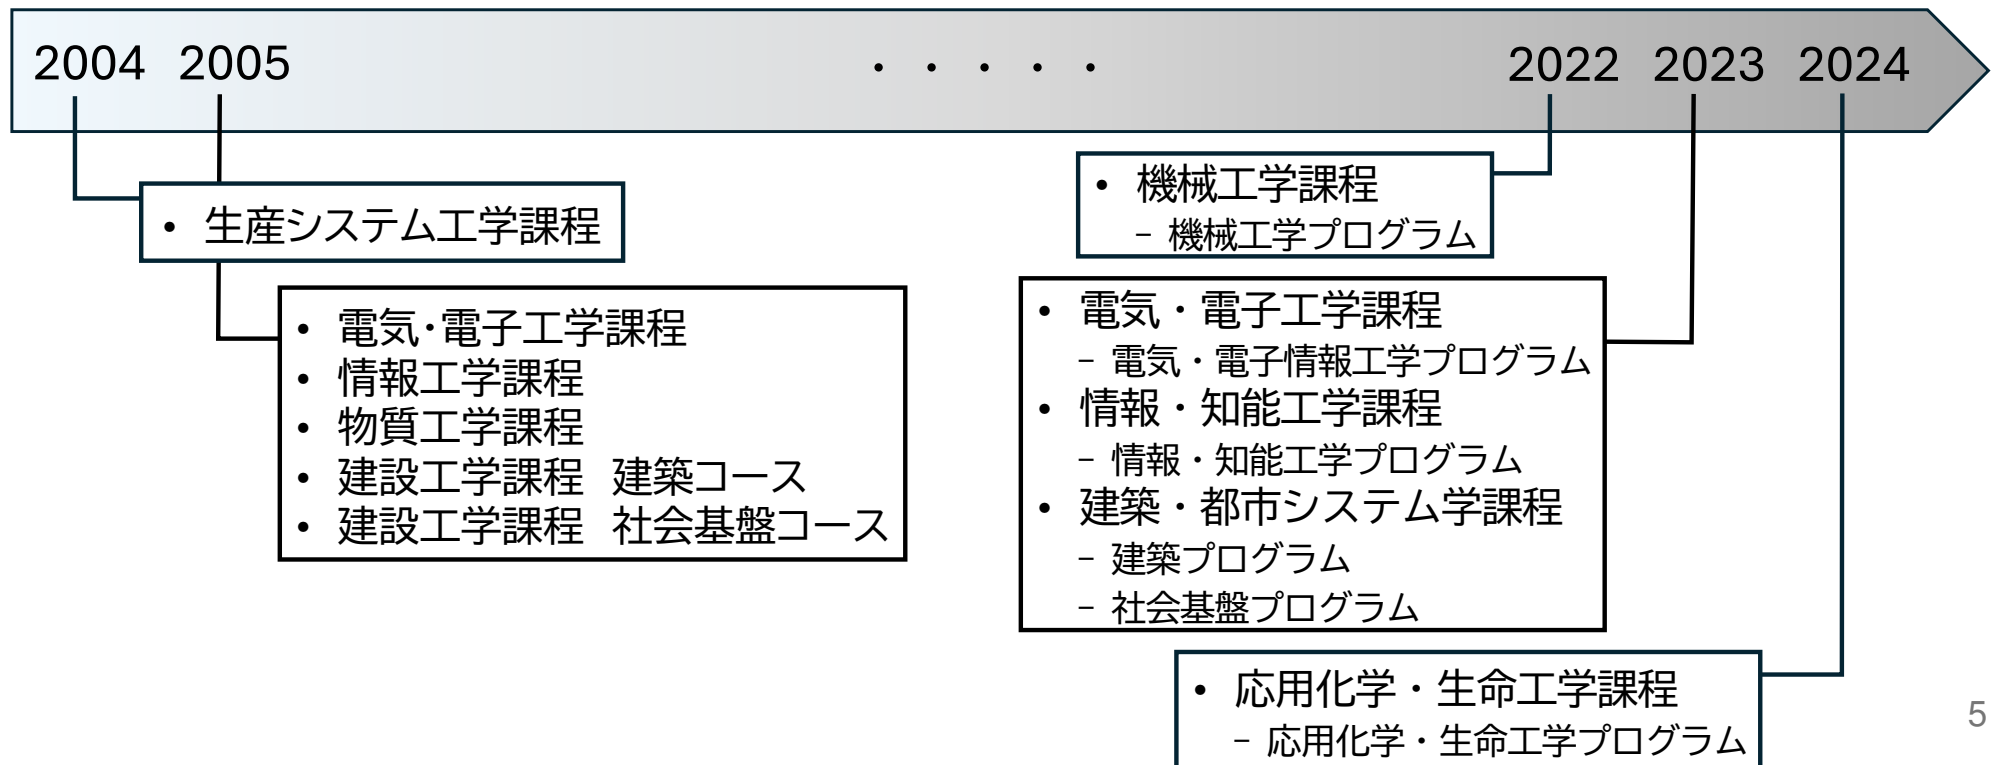 2004 2005 ・・・・・ 2022 2023 2024
• 生産システム工学課程
• 電気・電子工学課程
• 情報工学課程
• 物質工学課程
• 建設工学課程 建築コース
• 建設工学課程 社会基盤コース
• 機械工学課程
– 機械工学プログラム
• 電気・電子工学課程
– 電気・電子情報工学プログラム
• 情報・知能工学課程
– 情報・知能工学プログラム
• 建築・都市システム学課程
– 建築プログラム
– 社会基盤プログラム
• 応用化学・生命工学課程
– 応用化学・生命工学プログラム
5